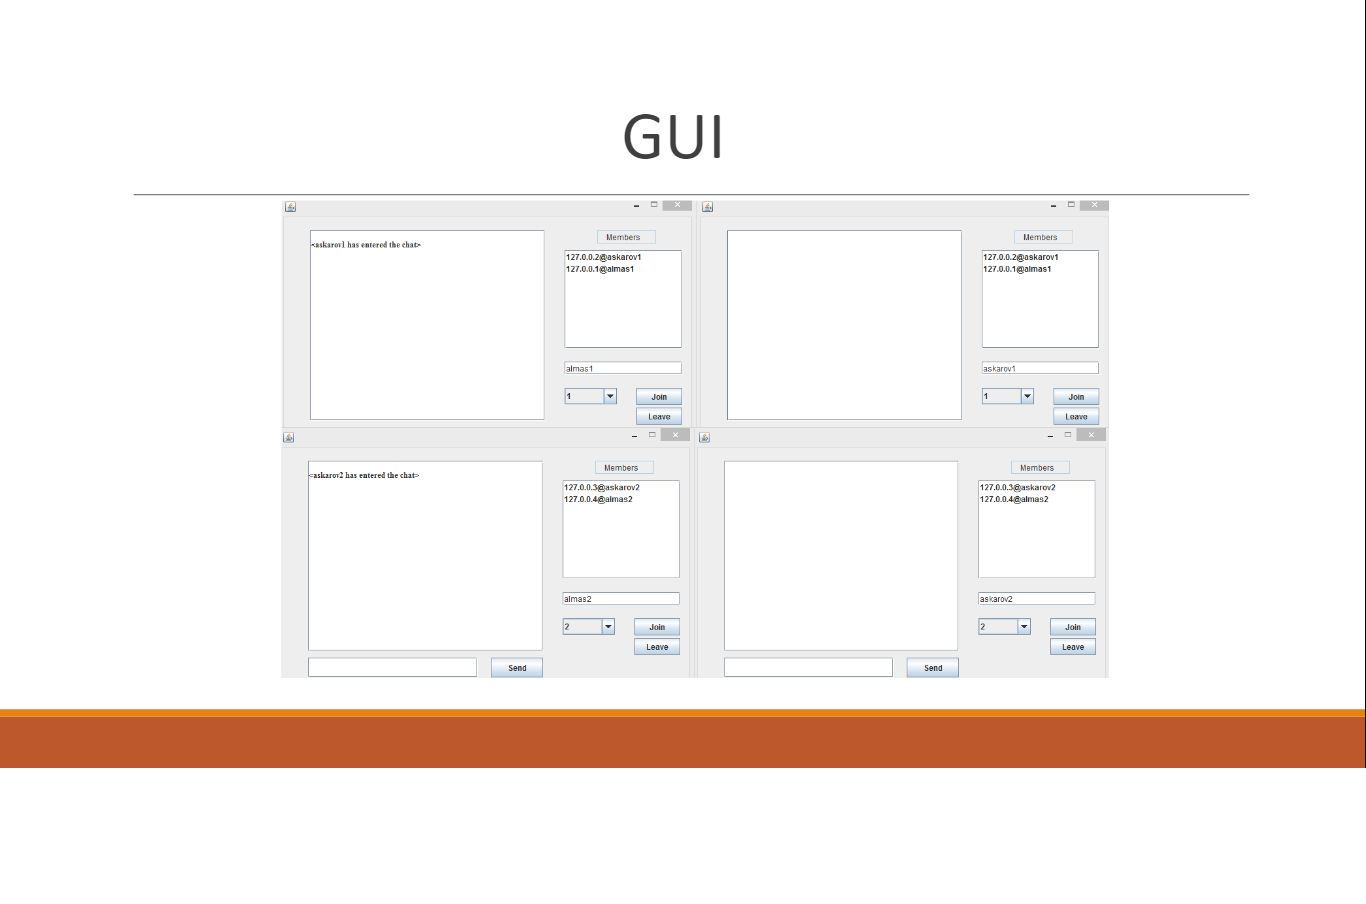 GUI
<askarov1 has entered the chat>
Members
127.0.0.2@askarov1
127.0.0.1@almas1
almas1
1
Join
Leave
Members
127.0.0.2@askarov1
127.0.0.1@almas1
askarov1
1
Join
Leave
<askarov2 has entered the chat>
Members
127.0.0.3@askarov2
127.0.0.4@almas2
almas2
2
Join
Leave
Send
Members
127.0.0.3@askarov2
127.0.0.4@almas2
askarov2
2
Join
Leave
Send